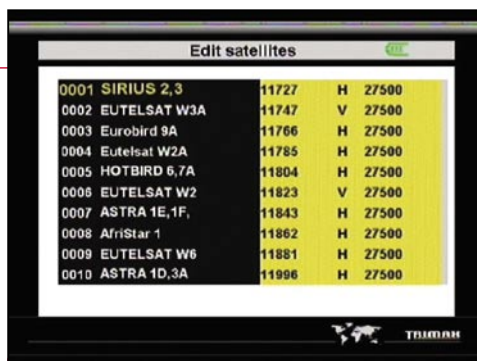 Edit satellites
0001 SIRIUS 2,3 11727 H 27500
0002 EUTELSAT W3A 11747 V 27500
0003 Eurobird 9A 11766 H 27500
0004 Eutelsat W2A 11785 H 27500
0005 HOTBIRD 6,7A 11804 H 27500
0006 EUTELSAT W2 11823 V 27500
0007 ASTRA 1E,1F, 11843 H 27500
0008 AfriStar 1 11862 H 27500
0009 EUTELSAT W6 11881 H 27500
0010 ASTRA 1D,3A 11996 H 27500
TRIMAX